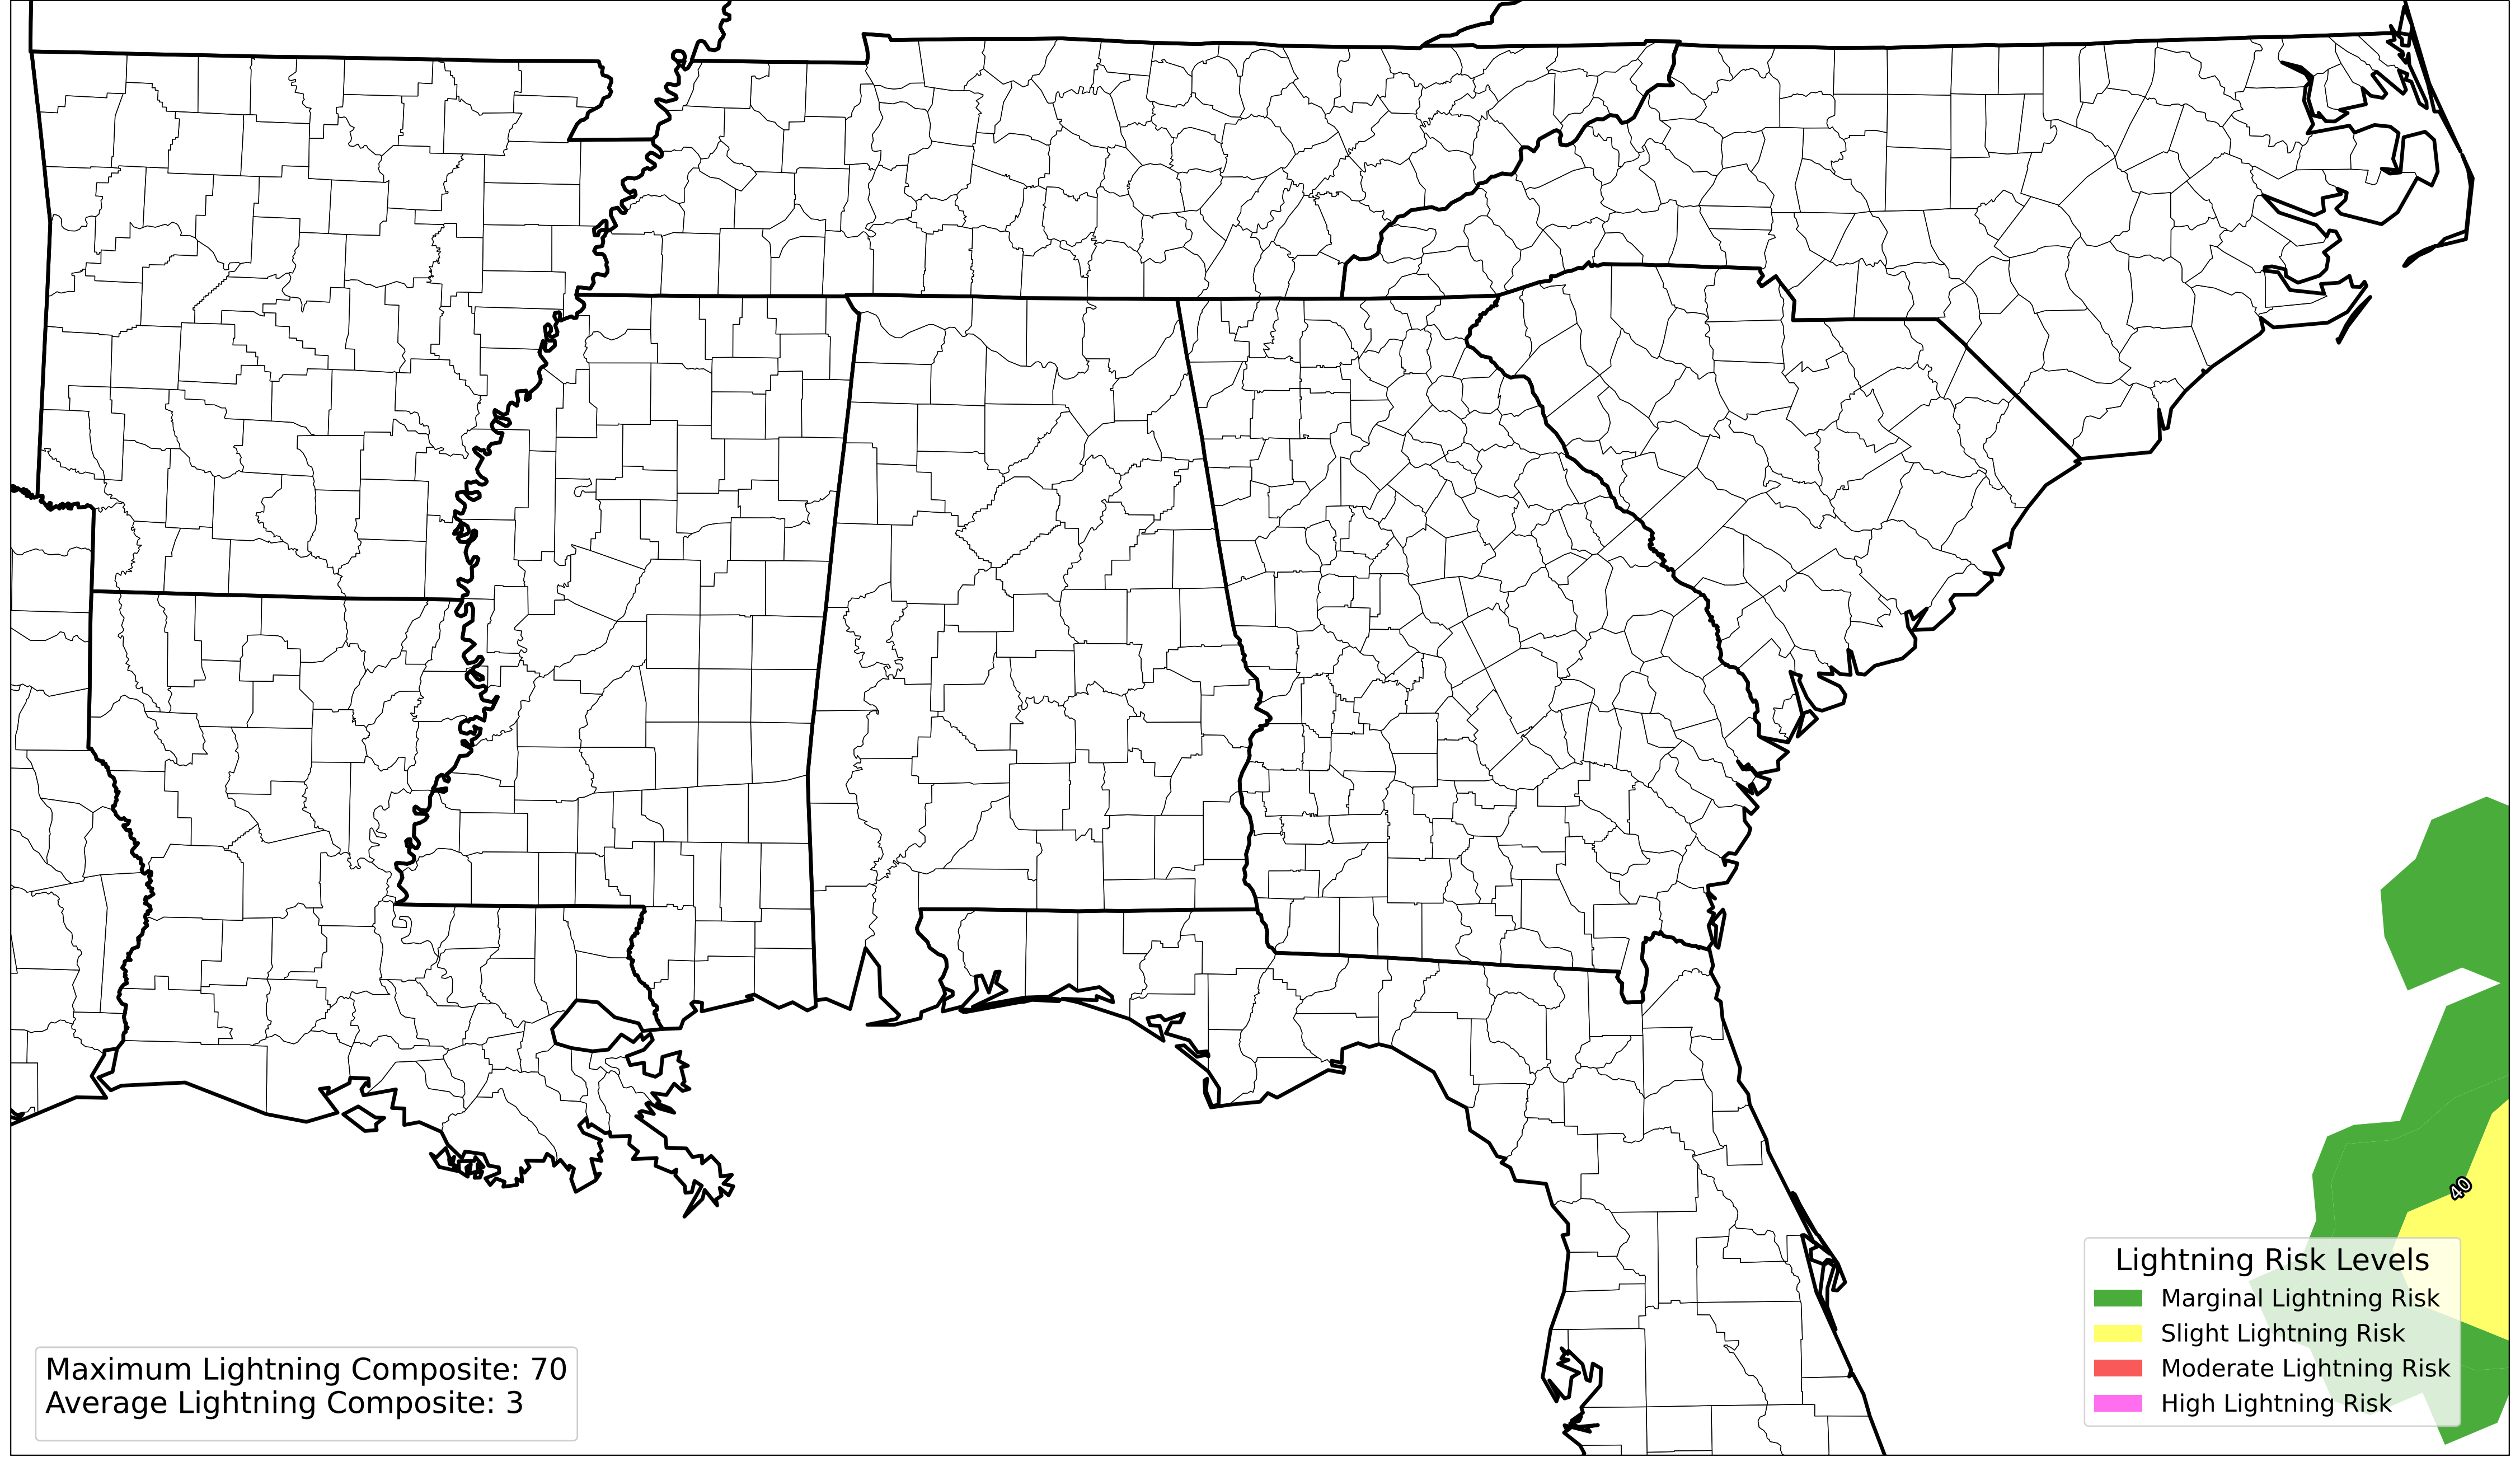 40
Lightning Risk Levels
Marginal Lightning Risk
Slight Lightning Risk
Moderate Lightning Risk
High Lightning Risk
Maximum Lightning Composite: 70
Average Lightning Composite: 3